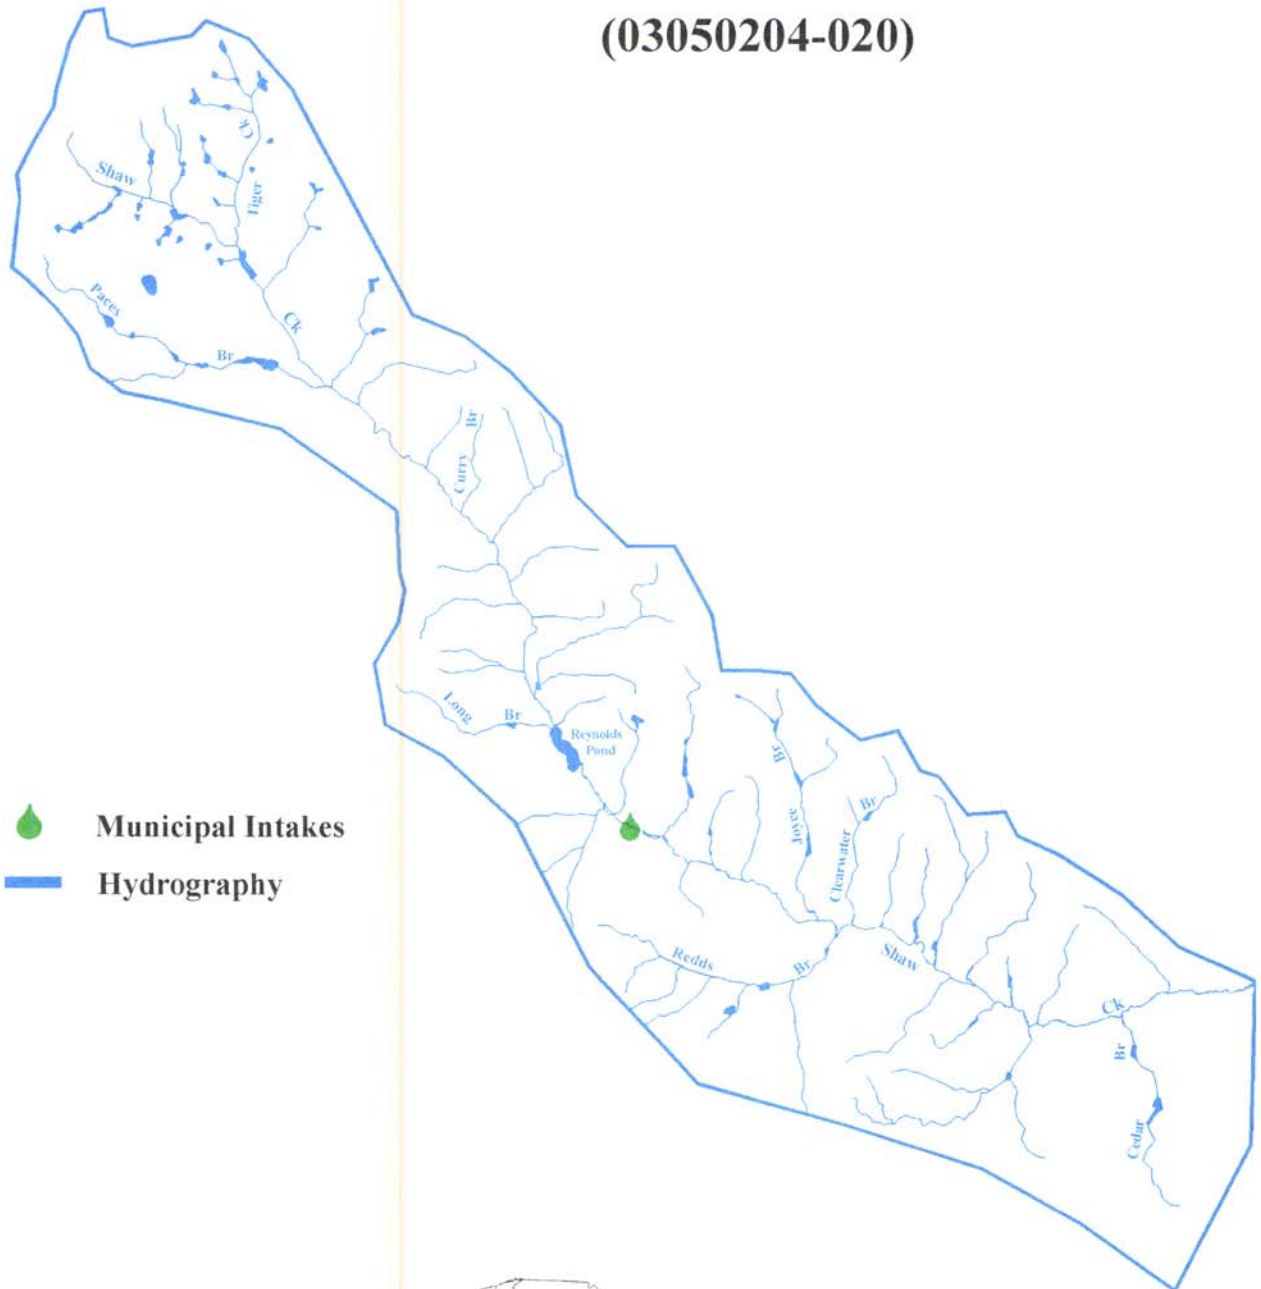 (03050204-020)
Ck
Shaw
Tiger
Paces
Ck
Br
Br
Curry
Long
Br
Reynolds
Pond
Br
Br
Joyce
Clearwater
Redds
Br
Shaw
Ck
Br
Cedar
Municipal Intakes
Hydrography